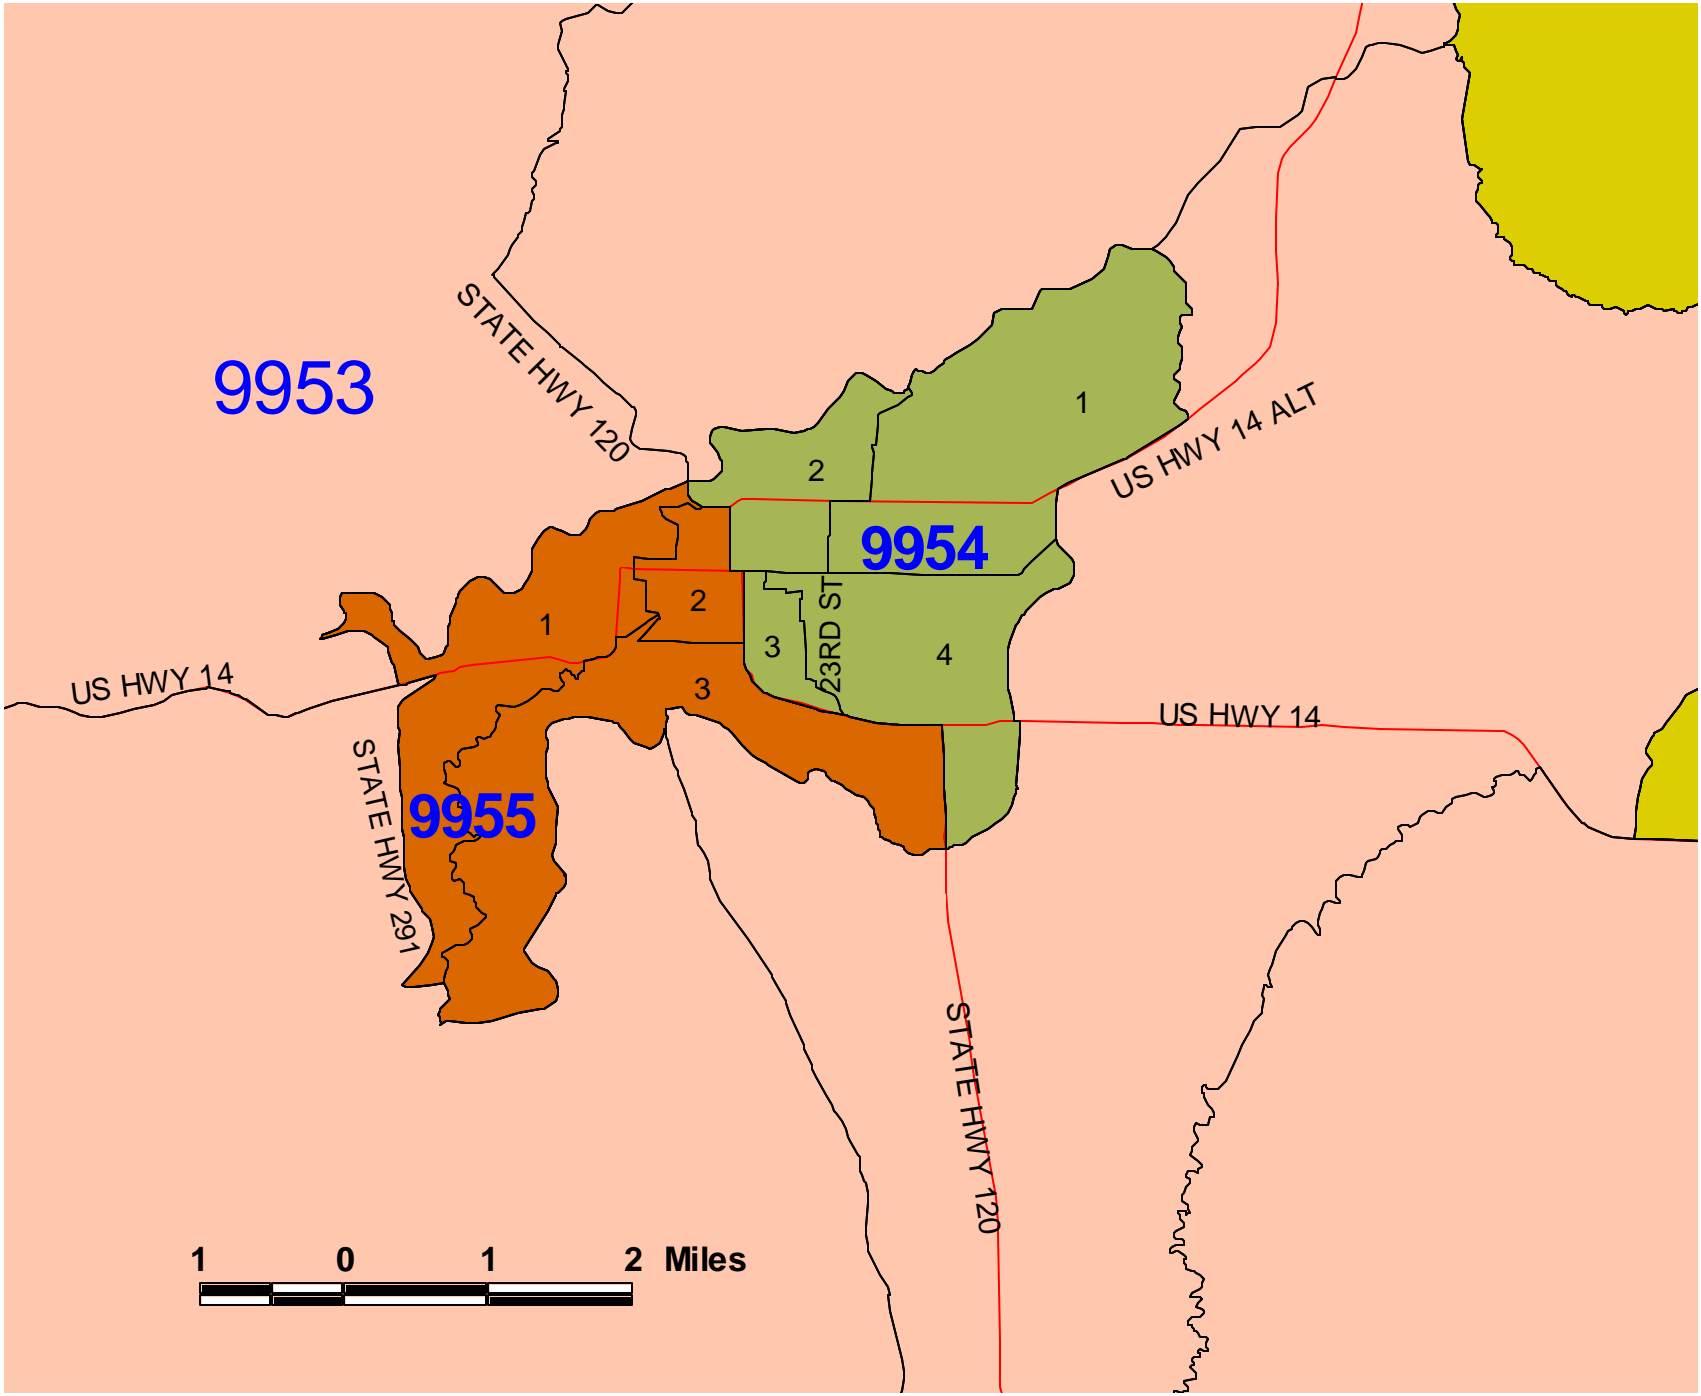 STATE HWY 120
9953
1
US HWY 14 ALT
2
9954
2
1
23RD ST
3
4
US HWY 14
3
US HWY 14
STATE HWY 291
9955
STATE HWY 120
1 0 1 2 Miles